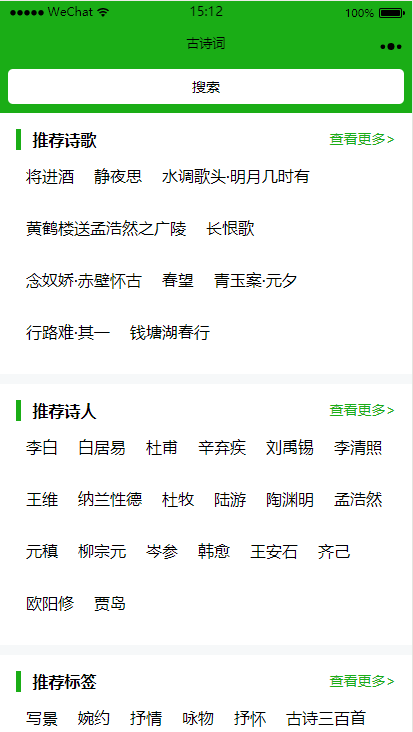 WeChat 15:12 100%
古诗词
搜索
推荐诗歌 查看更多>
将进酒 静夜思 水调歌头·明月几时有
黄鹤楼送孟浩然之广陵 长恨歌
念奴娇·赤壁怀古 春望 青玉案·元夕
行路难·其一 钱塘湖春行
推荐诗人 查看更多>
李白 白居易 杜甫 辛弃疾 刘禹锡 李清照
王维 纳兰性德 杜牧 陆游 陶渊明 孟浩然
元稹 柳宗元 岑参 韩愈 王安石 齐己
欧阳修 贾岛
推荐标签 查看更多>
写景 婉约 抒情 咏物 抒怀 古诗三百首